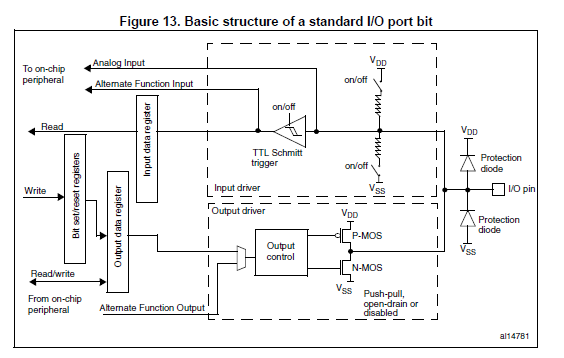 Figure 13. Basic structure of a standard I/O port bit
To on-chip
peripheral
Analog Input
Alternate Function Input
on/off
VDD
on/off
Read
Input data register
TTL Schmitt
trigger
on/off
VSS
Input driver
VDD
Protection
diode
I/O pin
Protection
diode
VSS
Write
Bit set/reset registers
Output data register
Read/write
From on-chip
peripheral
Alternate Function Output
Output driver
Output
control
VDD
P-MOS
N-MOS
VSS
Push-pull,
open-drain or
disabled
ai14781